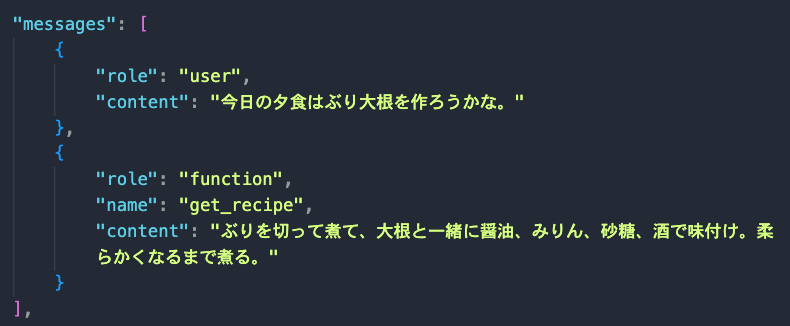 "messages": [
{
"role": "user",
"content": "今日の夕食はぶり大根を作ろうかな。"
},
{
"role": "function",
"name": "get_recipe",
"content": "ぶりを切って煮て、大根と一緒に醤油、みりん、砂糖、酒で味付け。柔
らかくなるまで煮る。"
}
],